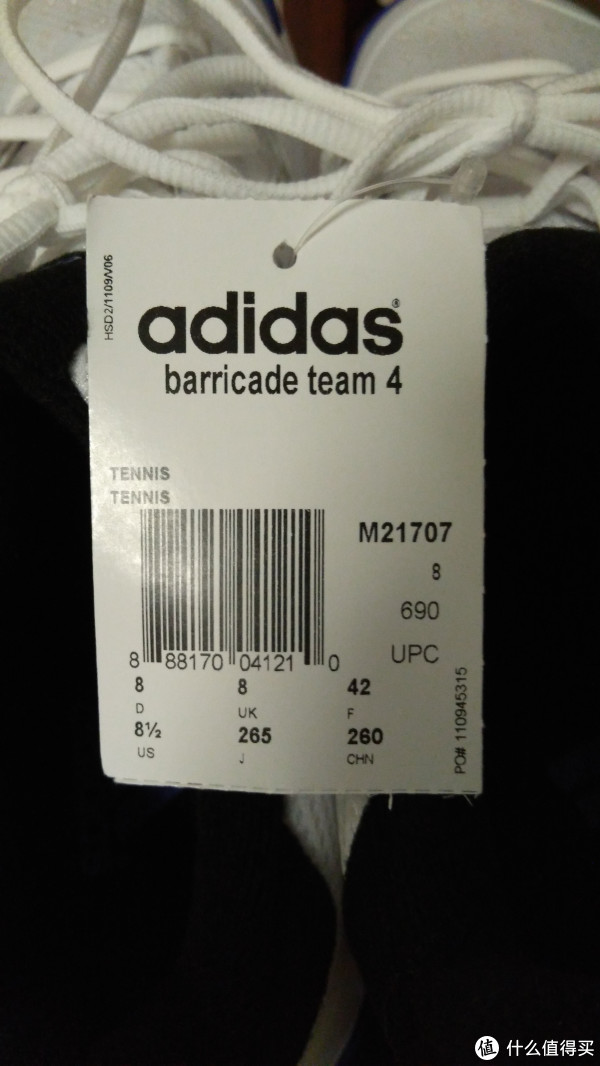 HSD2/1109/V06
adidas®
barricade team 4
TENNIS
TENNIS
M21707
8
690
UPC
8 88170 04121 0
8 8 42
D UK F
8½ 265 260
US J CHN
PO# 110945315
值 什么值得买